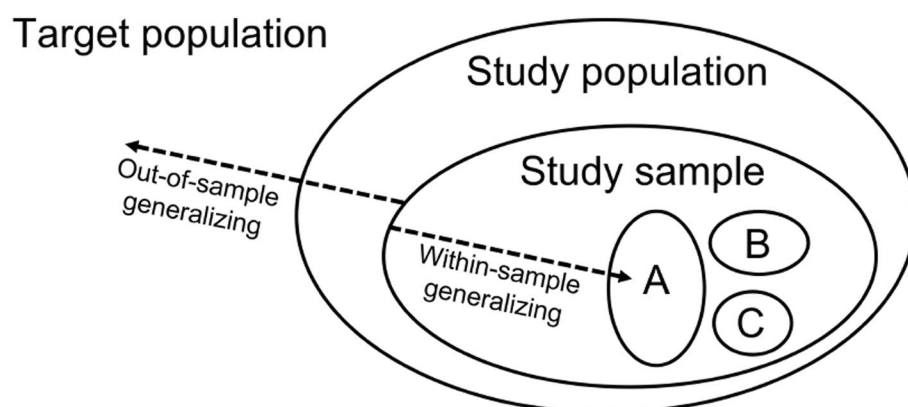 Target population
Study population
Study sample
Out-of-sample
generalizing
Within-sample
generalizing
A
B
C